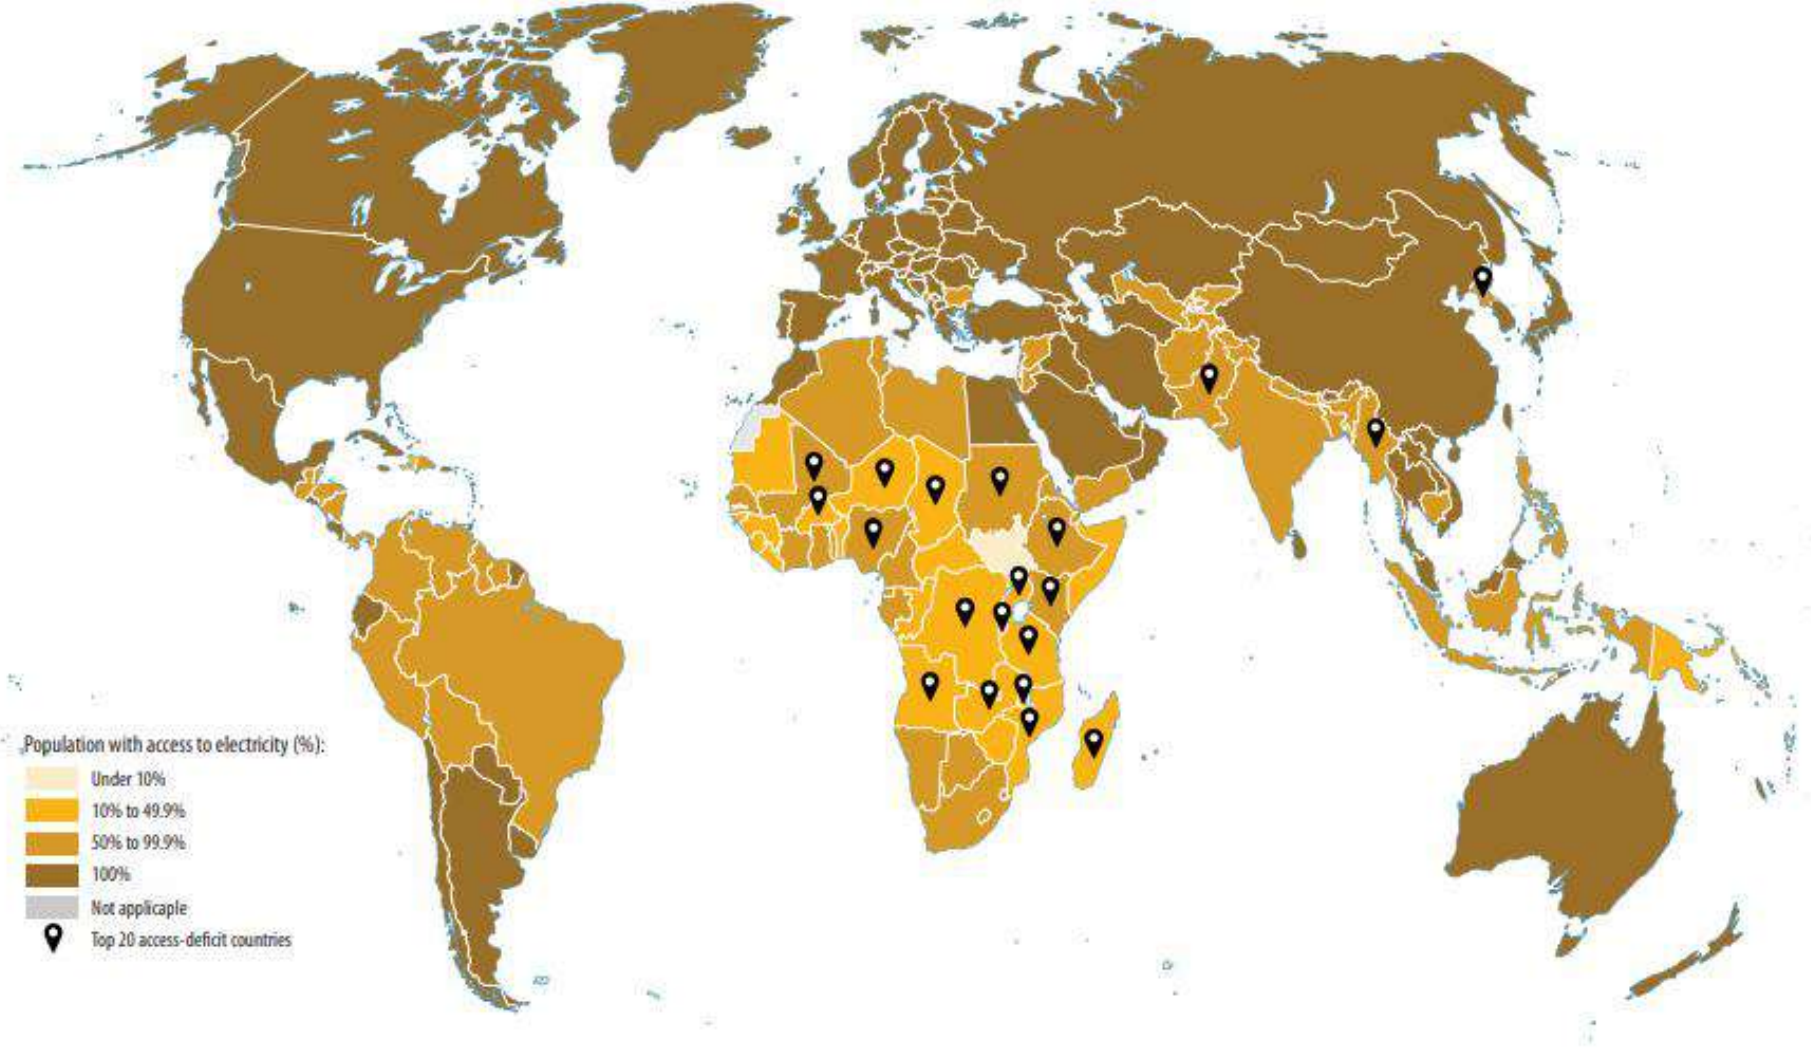 Population with access to electricity (%):
Under 10%
10% to 49.9%
50% to 99.9%
100%
Not applicaple
Top 20 access-deficit countries